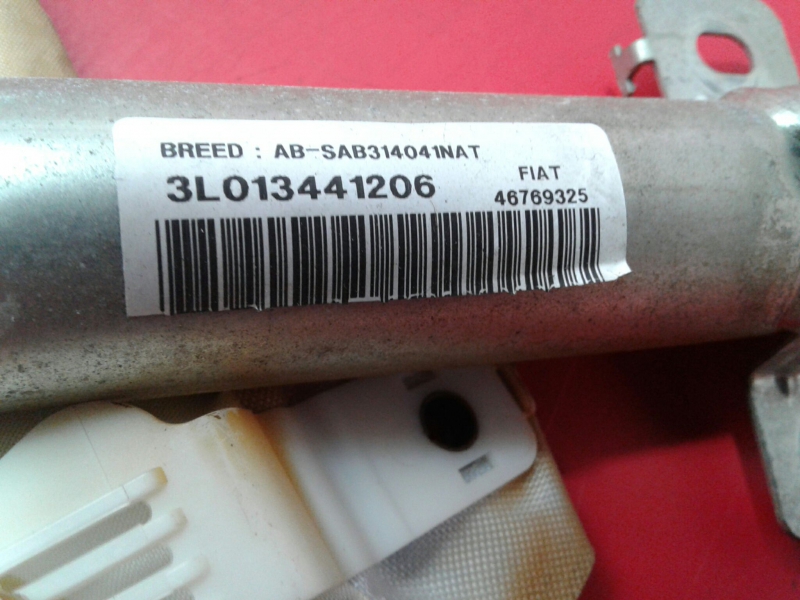 BREED : AB-SAB314041NAT
3L013441206
FIAT
46769325